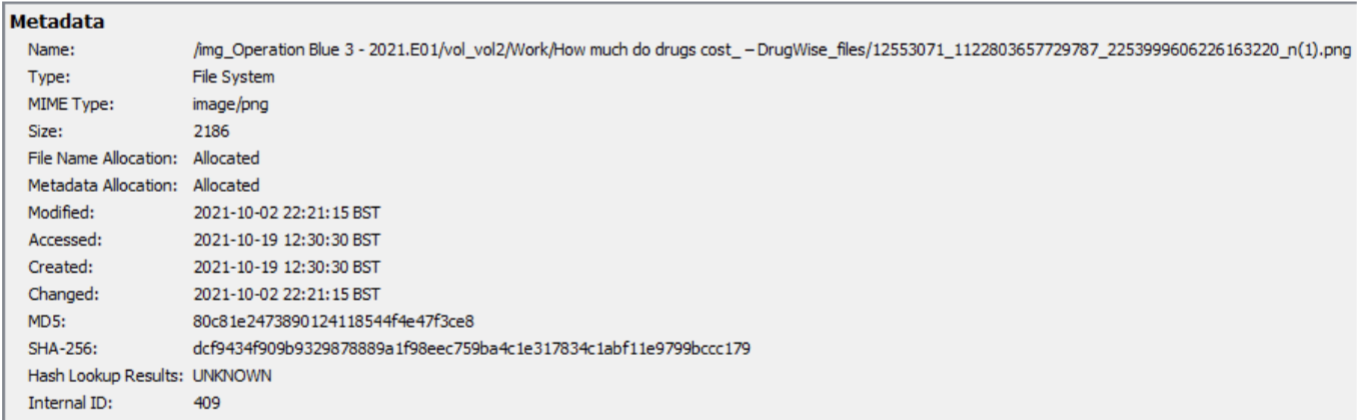 Metadata
Name: /img_Operation Blue 3 - 2021.E01/vol_vol2/Work/How much do drugs cost_ – DrugWise_files/12553071_1122803657729787_2253999606226163220_n(1).png
Type: File System
MIME Type: image/png
Size: 2186
File Name Allocation: Allocated
Metadata Allocation: Allocated
Modified: 2021-10-02 22:21:15 BST
Accessed: 2021-10-19 12:30:30 BST
Created: 2021-10-19 12:30:30 BST
Changed: 2021-10-02 22:21:15 BST
MD5: 80c81e2473890124118544f4e47f3ce8
SHA-256: dcf9434f909b9329878889a1f98eec759ba4c1e317834c1abf11e9799bccc179
Hash Lookup Results: UNKNOWN
Internal ID: 409